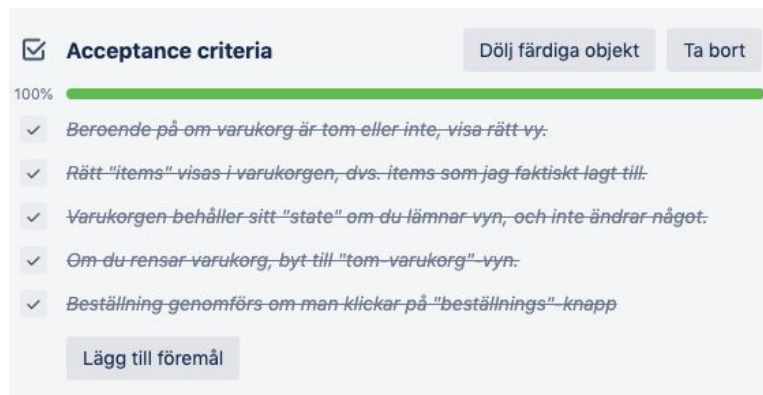 Acceptance criteria
Dölj färdiga objekt
Ta bort
100%
Beroende på om varukorg är tom eller inte, visa rätt vy.
Rätt "items" visas i varukorgen, dvs. items som jag faktiskt lagt till.
Varukorgen behåller sitt "state" om du lämnar vyn, och inte ändrar något.
Om du rensar varukorg, byt till "tom-varukorg"-vyn.
Beställning genomförs om man klickar på "beställnings"-knapp
Lägg till föremål